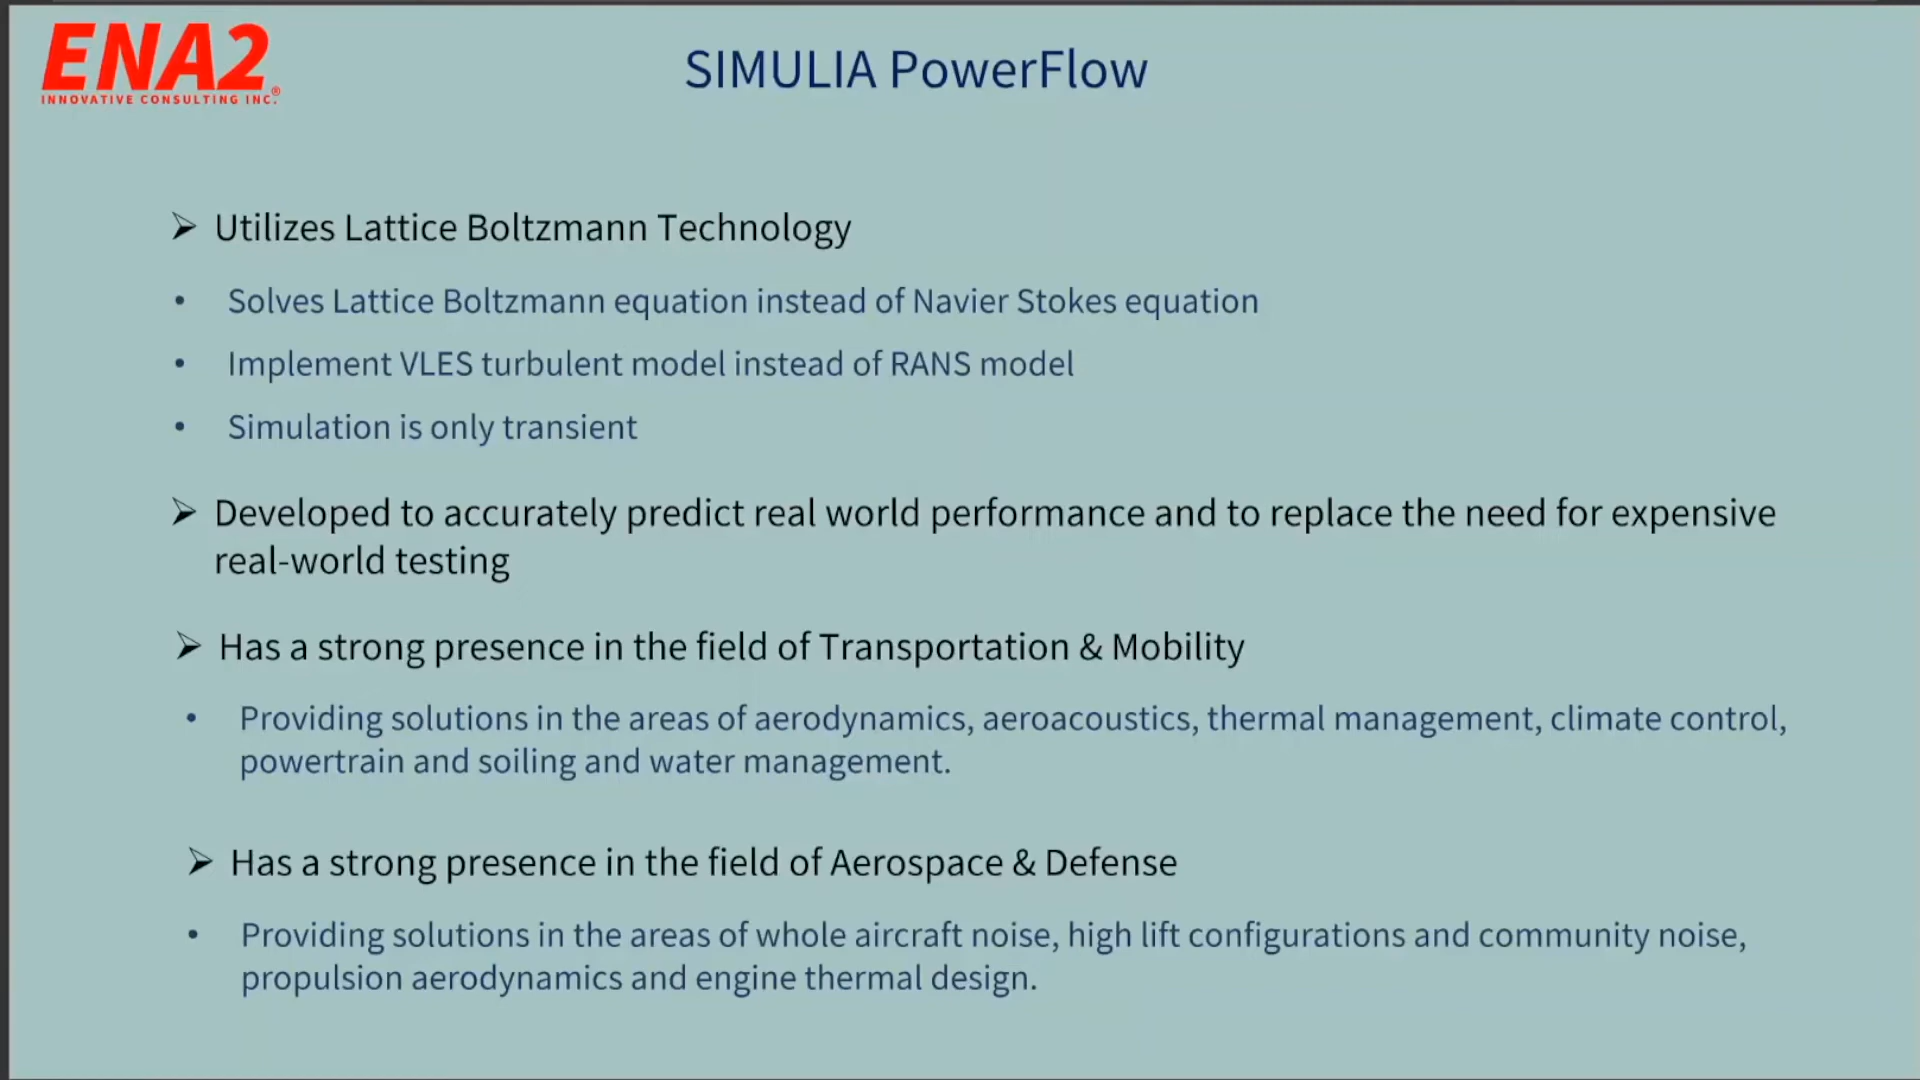 ENA2
INNOVATIVE CONSULTING INC.®
SIMULIA PowerFlow
➢ Utilizes Lattice Boltzmann Technology
• Solves Lattice Boltzmann equation instead of Navier Stokes equation
• Implement VLES turbulent model instead of RANS model
• Simulation is only transient
➢ Developed to accurately predict real world performance and to replace the need for expensive
real-world testing
➢ Has a strong presence in the field of Transportation & Mobility
• Providing solutions in the areas of aerodynamics, aeroacoustics, thermal management, climate control,
powertrain and soiling and water management.
➢ Has a strong presence in the field of Aerospace & Defense
• Providing solutions in the areas of whole aircraft noise, high lift configurations and community noise,
propulsion aerodynamics and engine thermal design.